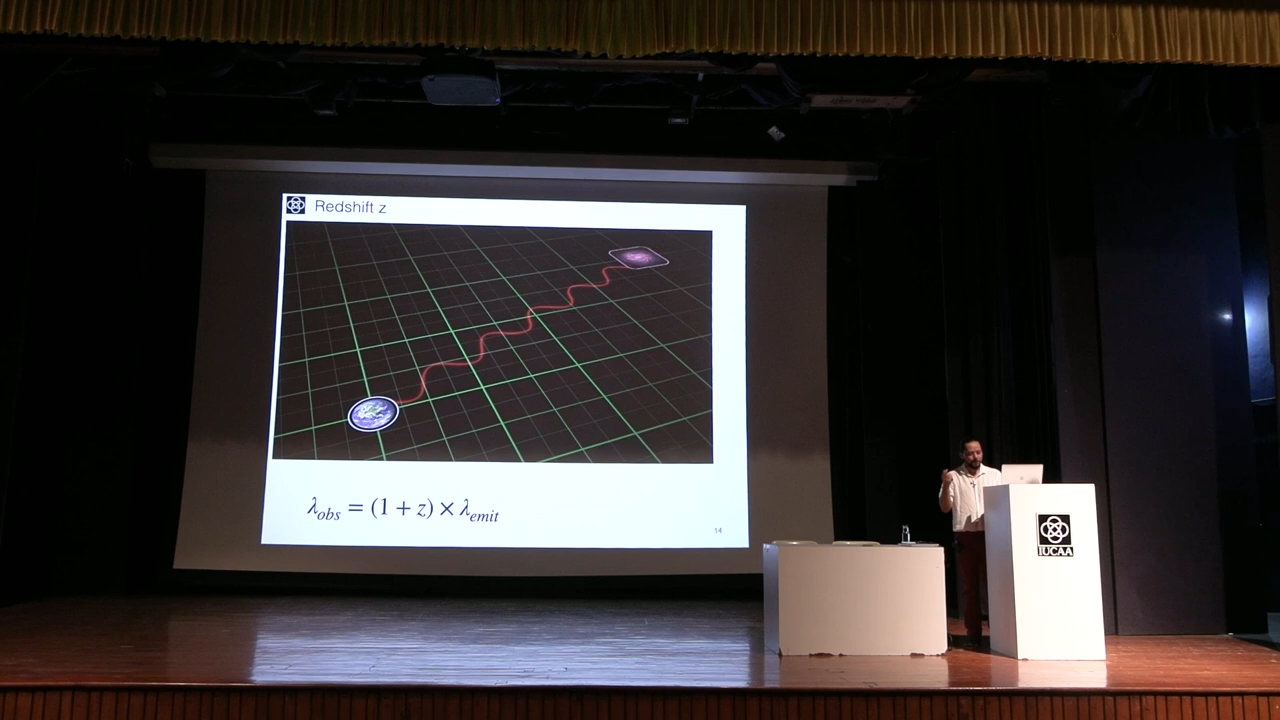 Redshift z
λobs = (1 + z) × λemit
14
IUCAA